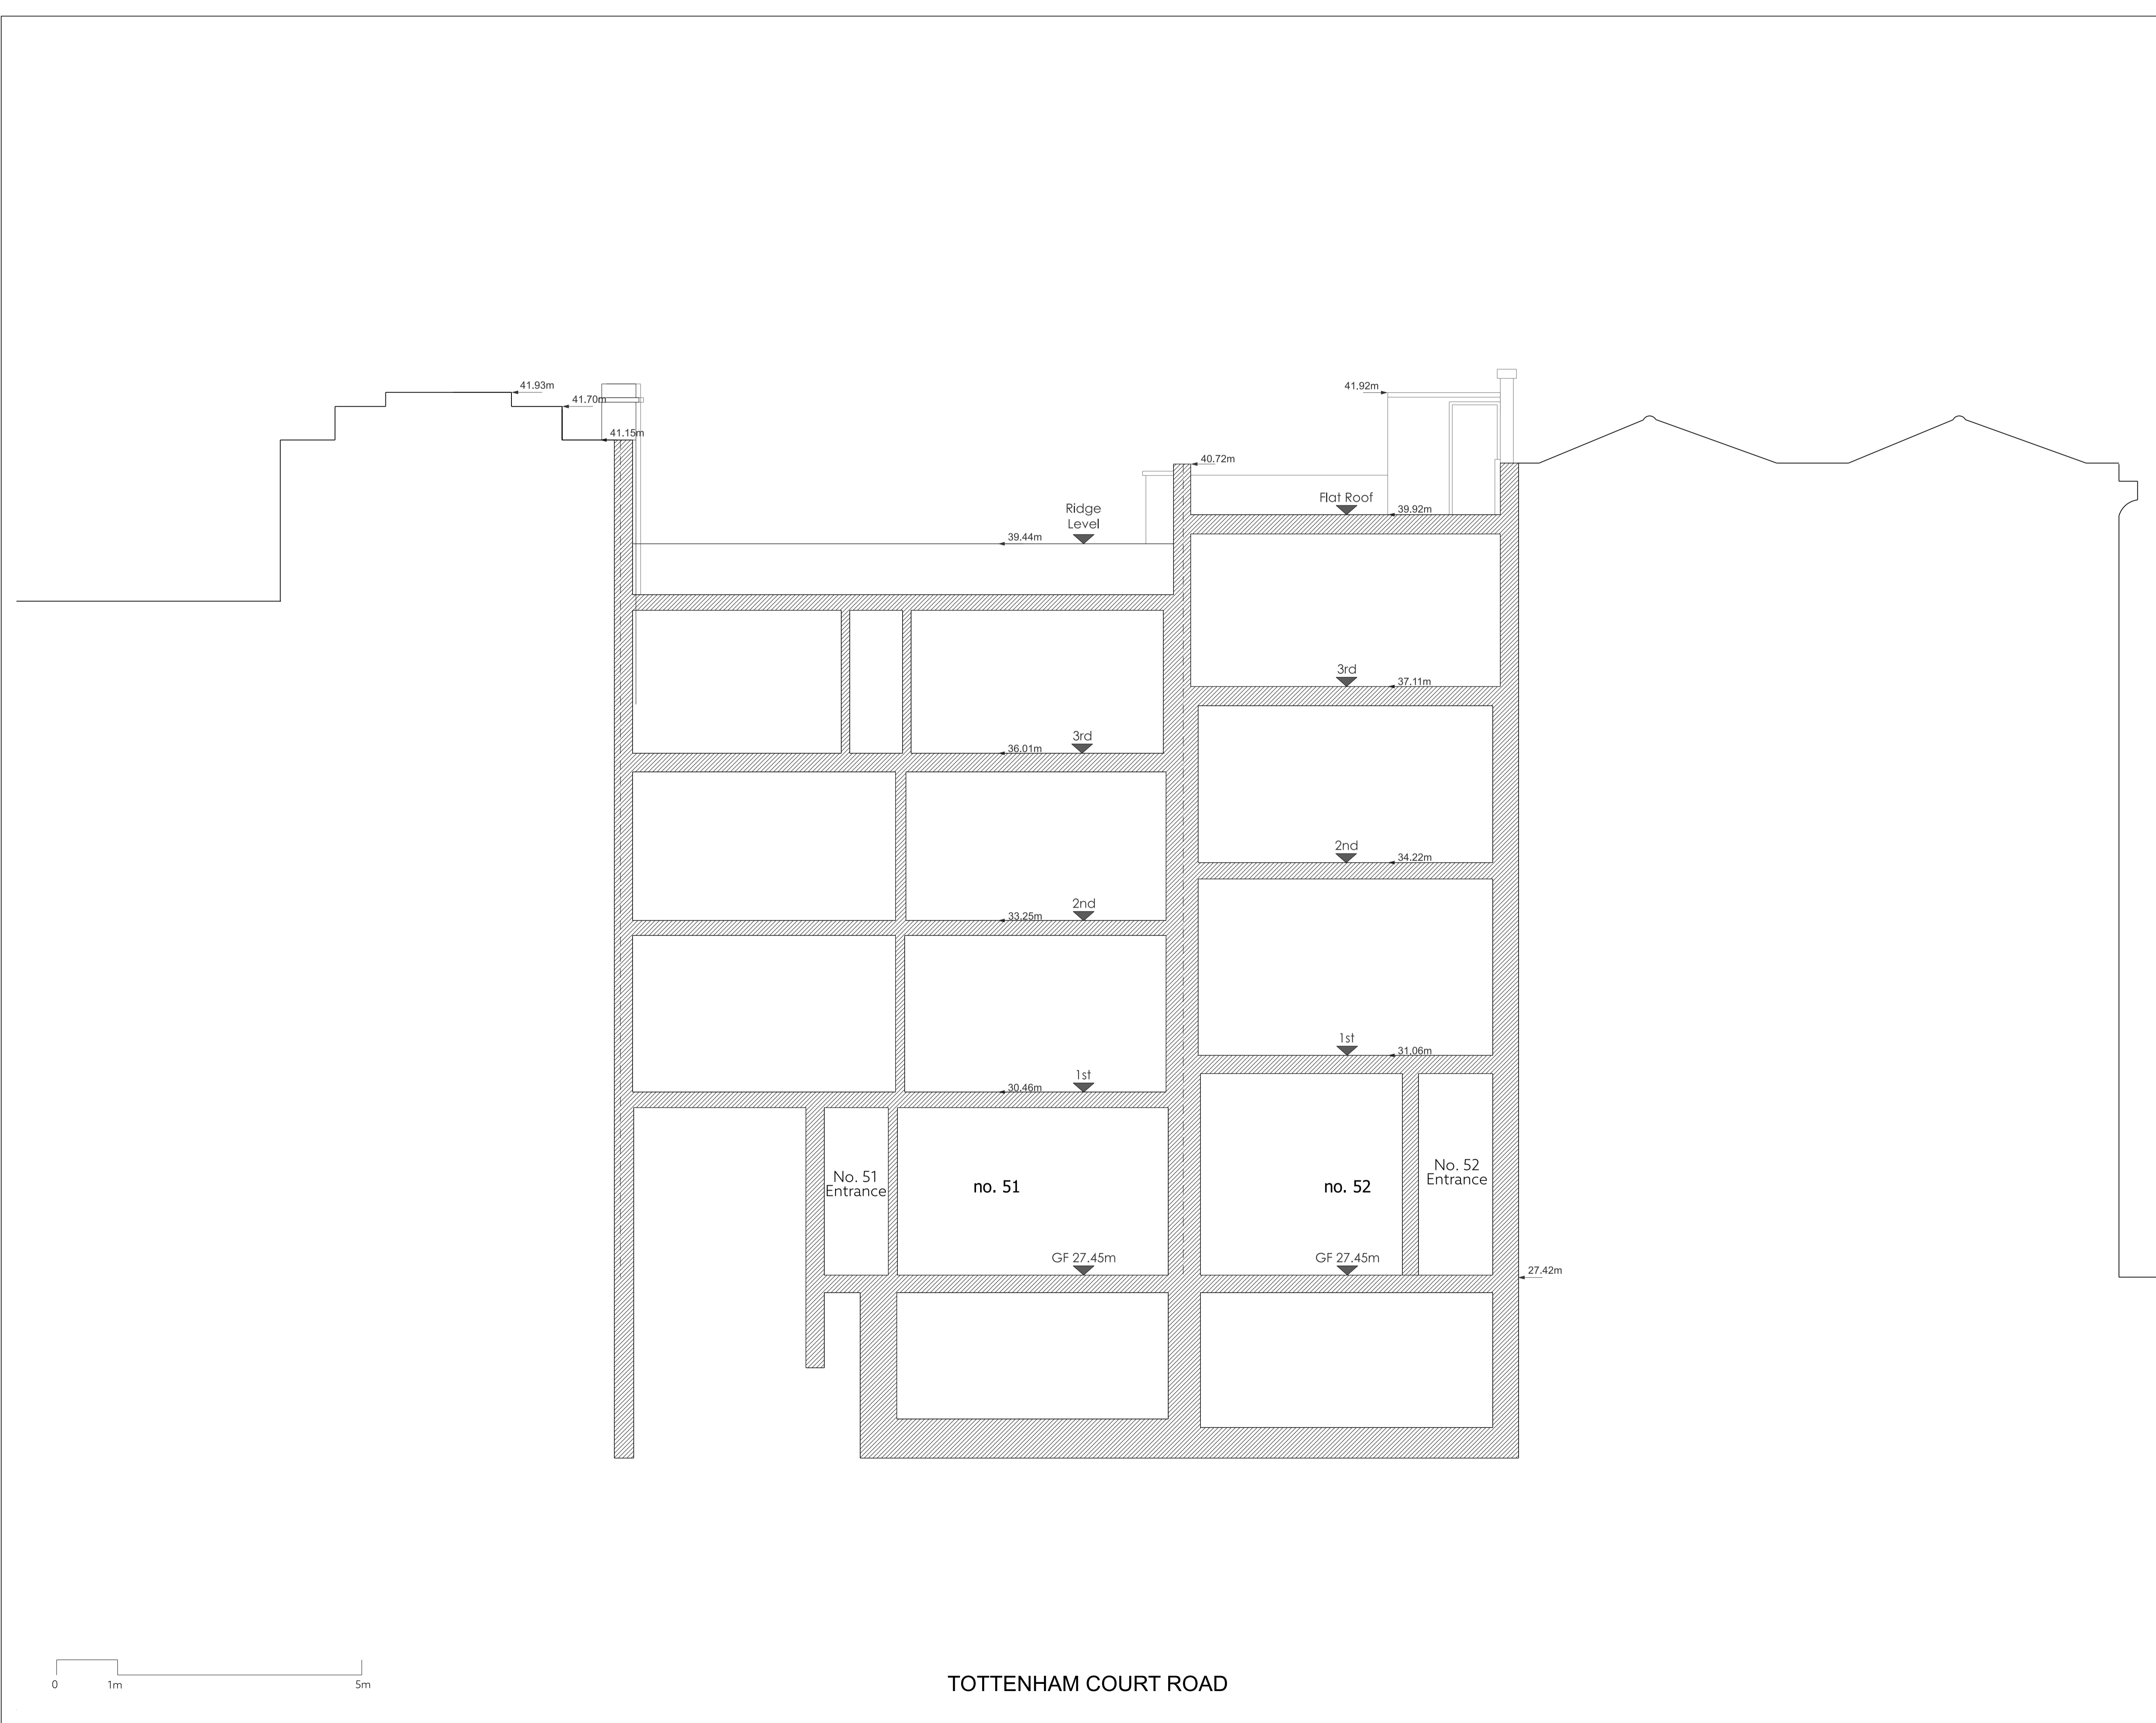 41.93m
41.92m
41.70m
41.15m
40.72m
Flat Roof
39.92m
Ridge
Level
39.44m
3rd
37.11m
3rd
36.01m
2nd
34.22m
2nd
33.25m
1st
31.06m
1st
30.46m
No. 51
Entrance
no. 51
no. 52
No. 52
Entrance
GF 27.45m
GF 27.45m
27.42m
0 1m 5m
TOTTENHAM COURT ROAD